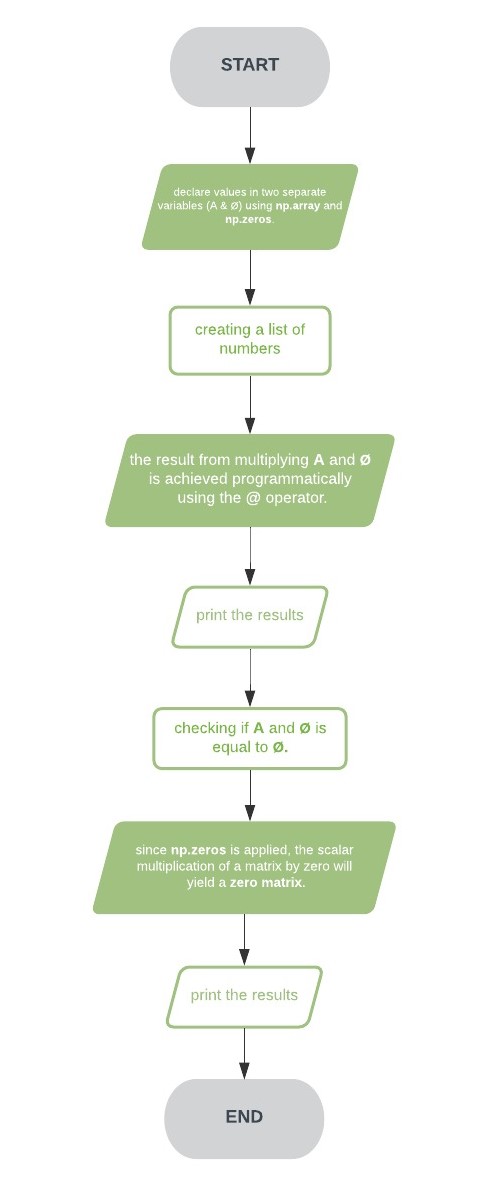 START
declare values in two separate
variables (A & Ø) using np.array and
np.zeros.
creating a list of
numbers
the result from multiplying A and Ø
is achieved programmatically
using the @ operator.
print the results
checking if A and Ø is
equal to Ø.
since np.zeros is applied, the scalar
multiplication of a matrix by zero will
yield a zero matrix.
print the results
END